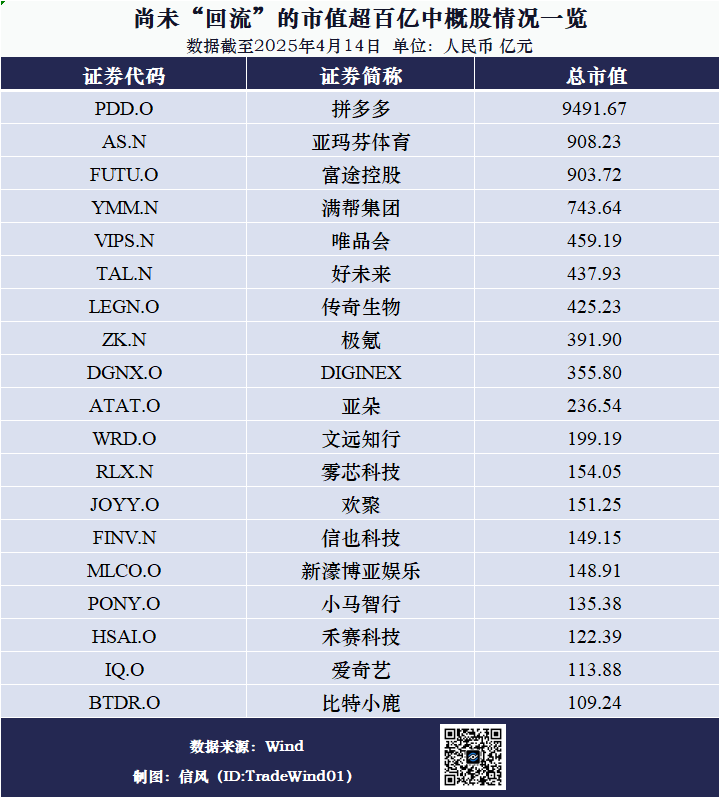 尚未“回流”的市值超百亿中概股情况一览
数据截至2025年4月14日 单位：人民币 亿元
证券代码 证券简称 总市值
PDD.O 拼多多 9491.67
AS.N 亚玛芬体育 908.23
FUTU.O 富途控股 903.72
YMM.N 满帮集团 743.64
VIPS.N 唯品会 459.19
TAL.N 好未来 437.93
LEGN.O 传奇生物 425.23
ZK.N 极氪 391.90
DGNX.O DIGINEX 355.80
ATAT.O 亚朵 236.54
WRD.O 文远知行 199.19
RLX.N 雾芯科技 154.05
JOYY.O 欢聚 151.25
FINV.N 信也科技 149.15
MLCO.O 新濠博亚娱乐 148.91
PONY.O 小马智行 135.38
HSAI.O 禾赛科技 122.39
IQ.O 爱奇艺 113.88
BTDR.O 比特小鹿 109.24
数据来源：Wind
制图：信风（ID:TradeWind01）